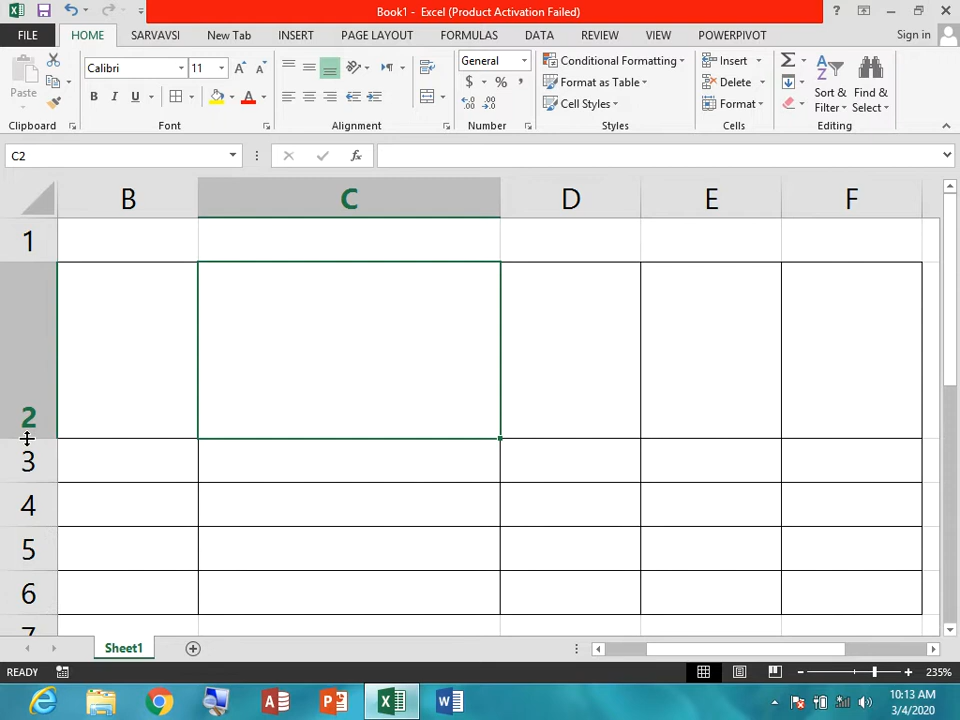 Book1 - Excel (Product Activation Failed)
FILE HOME SARVAVSI New Tab INSERT PAGE LAYOUT FORMULAS DATA REVIEW VIEW POWERPIVOT Sign in
Paste
Calibri 11
B I U A
General
$ % ,
Conditional Formatting
Format as Table
Cell Styles
Insert
Delete
Format
Sort & Filter
Find & Select
Clipboard Font Alignment Number Styles Cells Editing
C2 fx
B C D E F
1
2
3
4
5
6
7
Sheet1
READY 235%
10:13 AM
3/4/2020